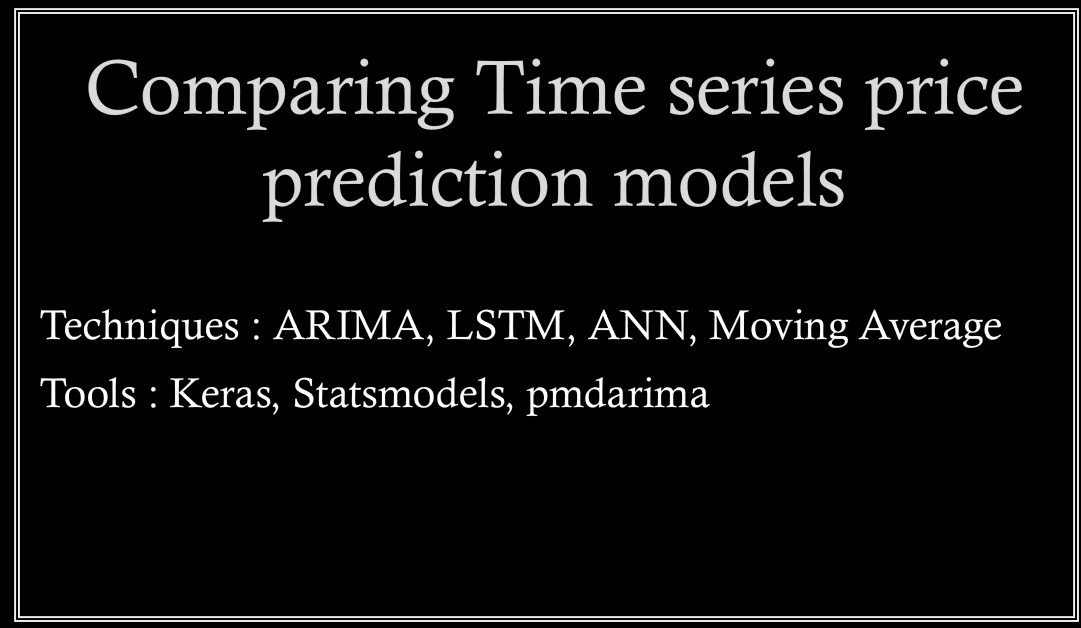 Comparing Time series price
prediction models
Techniques : ARIMA, LSTM, ANN, Moving Average
Tools : Keras, Statsmodels, pmdarima